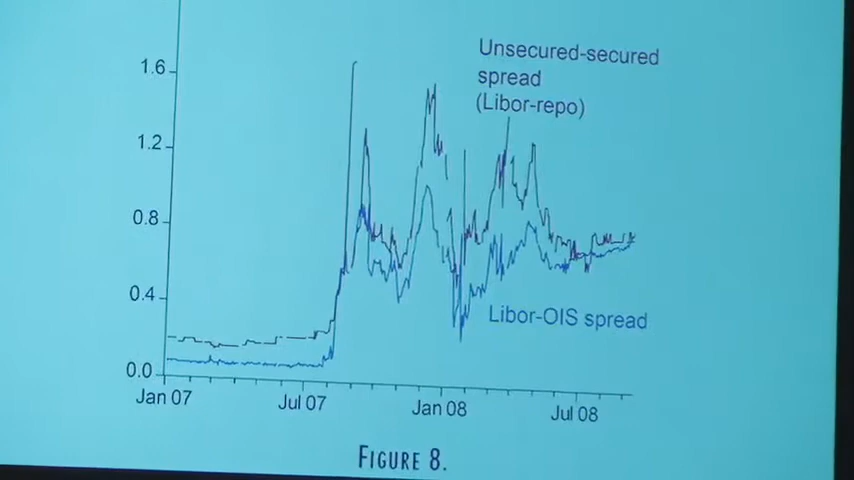 Unsecured-secured
spread
(Libor-repo)
1.6
1.2
0.8
0.4
0.0
Libor-OIS spread
Jan 07
Jul 07
Jan 08
Jul 08
FIGURE 8.